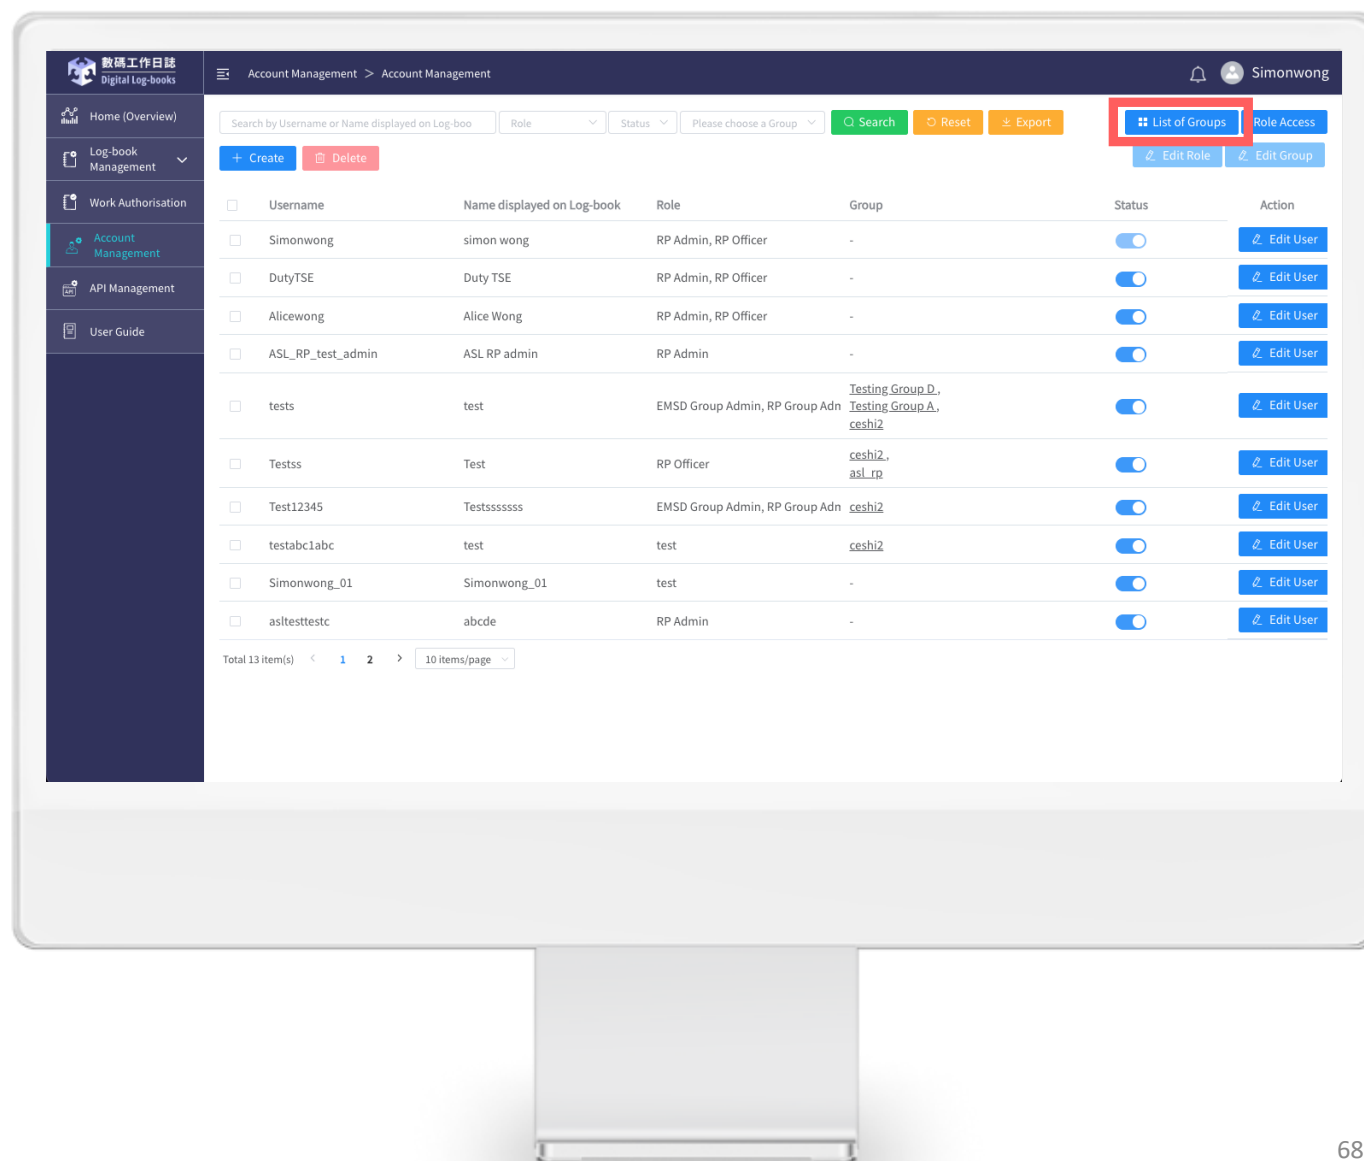 數碼工作日誌
Digital Log-books
Account Management > Account Management
Simonwong
Home (Overview)
Log-book
Management
Work Authorisation
Account
Management
API
API Management
User Guide
Search by Username or Name displayed on Log-boo
Role
Status
Please choose a Group
Search
Reset
Export
List of Groups
Role Access
+ Create
Delete
Edit Role
Edit Group
Username Name displayed on Log-book Role Group Status Action
Simonwong simon wong RP Admin, RP Officer - Edit User
DutyTSE Duty TSE RP Admin, RP Officer - Edit User
Alicewong Alice Wong RP Admin, RP Officer - Edit User
ASL_RP_test_admin ASL RP admin RP Admin - Edit User
Testing Group D ,
tests test EMSD Group Admin, RP Group Adn Testing Group A , Edit User
ceshi2
ceshi2 ,
Testss Test RP Officer Edit User
asl_rp
Test12345 Testsssssss EMSD Group Admin, RP Group Adn ceshi2 Edit User
testabc1abc test test ceshi2 Edit User
Simonwong_01 Simonwong_01 test - Edit User
asltesttestc abcde RP Admin - Edit User
Total 13 item(s) < 1 2 > 10 items/page
68